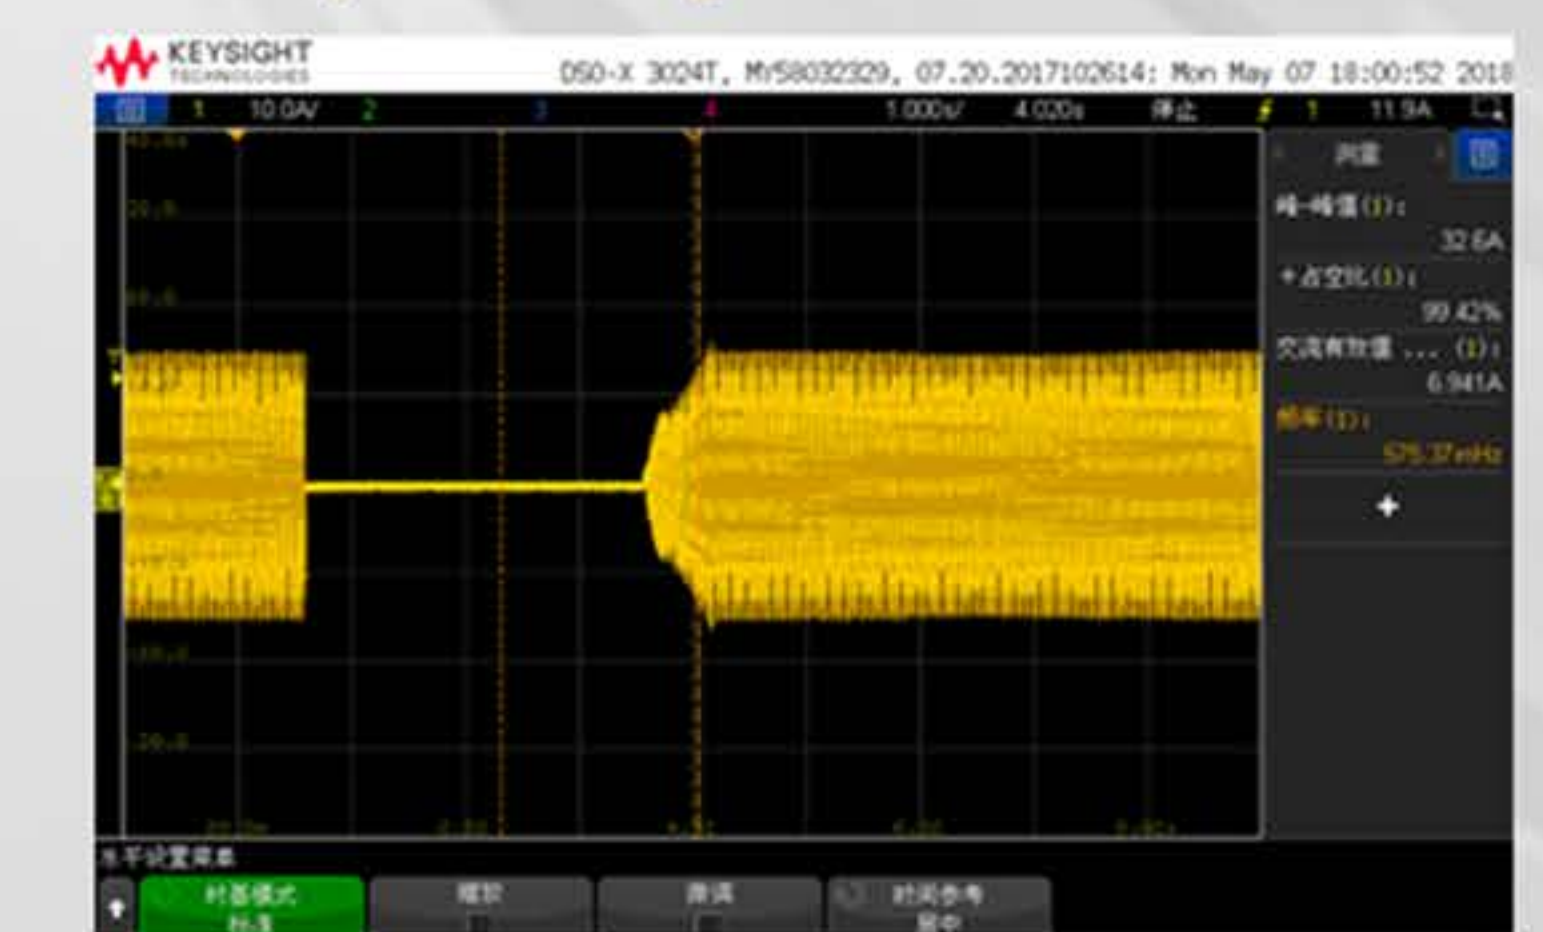 KEYSIGHT
TECHNOLOGIES
DSO-X 3024T, MY58032329, 07.20.2017102614: Mon May 07 18:00:52 2018
1 10.0A/ 2 3 4 1.000s/ 4.020s 停止 1 11.9A
测量
峰-峰值(1):
32.6A
+占空比(1):
99.42%
交流有效值 ... (1):
6.941A
频率(1):
575.37mHz
水平设置菜单
时基模式 缩放 微调 时间参考
标准 居中